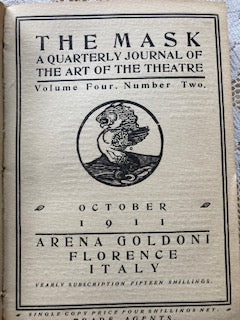 THE MASK
A QUARTERLY JOURNAL OF
THE ART OF THE THEATRE
Volume Four. Number Two.
OCTOBER
1911
ARENA GOLDONI
FLORENCE
ITALY
YEARLY SUBSCRIPTION FIFTEEN SHILLINGS.
SINGLE COPY PRICE FOUR SHILLINGS NET.
AGENTS